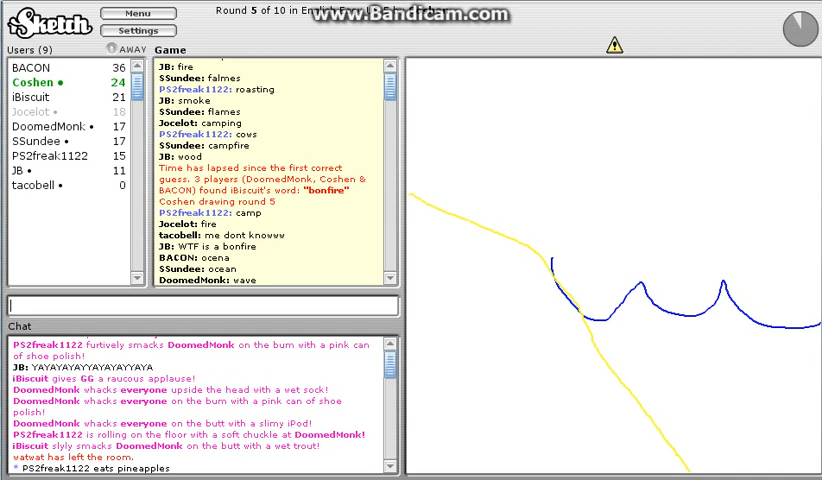 iSketch
Menu
Settings
Round 5 of 10 in English
www.Bandicam.com
Users (9)
AWAY
Game
BACON 36
Coshen • 24
iBiscuit 21
Jocelot • 18
DoomedMonk • 17
SSundee • 17
PS2freak1122 15
JB • 11
tacobell • 0
JB: fire
SSundee: falmes
PS2freak1122: roasting
JB: smoke
SSundee: flames
Jocelot: camping
PS2freak1122: cows
SSundee: campfire
JB: wood
Time has lapsed since the first correct
guess. 3 players (DoomedMonk, Coshen &
BACON) found iBiscuit's word: "bonfire"
Coshen drawing round 5
PS2freak1122: camp
Jocelot: fire
tacobell: me dont knowww
JB: WTF is a bonfire
BACON: ocena
SSundee: ocean
DoomedMonk: wave
Chat
PS2freak1122 furtively smacks DoomedMonk on the bum with a pink can
of shoe polish!
JB: YAYAYAYAYYAYAYAYYAYA
iBiscuit gives GG a raucous applause!
DoomedMonk whacks everyone upside the head with a wet sock!
DoomedMonk whacks everyone on the bum with a pink can of shoe
polish!
DoomedMonk whacks everyone on the butt with a slimy iPod!
PS2freak1122 is rolling on the floor with a soft chuckle at DoomedMonk!
iBiscuit slyly smacks DoomedMonk on the butt with a wet trout!
vatwat has left the room.
* PS2freak1122 eats pineapples